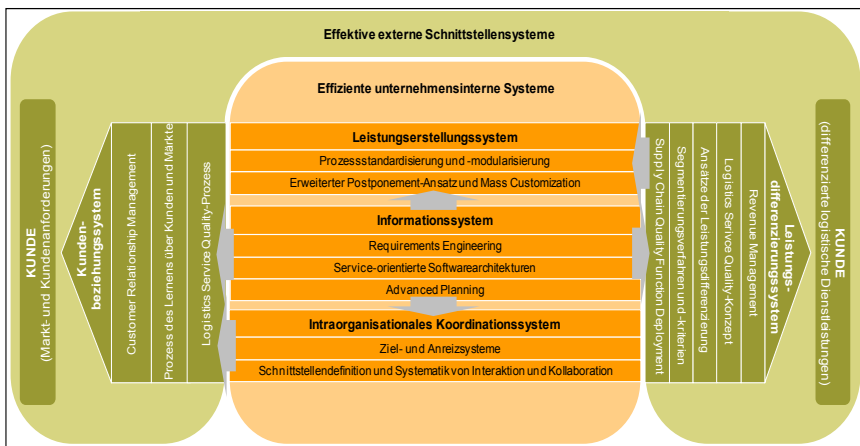 Effektive externe Schnittstellensysteme
Effiziente unternehmensinterne Systeme
KUNDE
(Markt- und Kundenanforderungen)
Kunden-
beziehungssystem
Customer Relationship Management
Prozess des Lernens über Kunden und Märkte
Logistics Service Quality-Prozess
Leistungserstellungssystem
Prozessstandardisierung und -modularisierung
Erweiterter Postponement-Ansatz und Mass Customization
Informationssystem
Requirements Engineering
Service-orientierte Softwarearchitekturen
Advanced Planning
Intraorganisationales Koordinationssystem
Ziel- und Anreizsysteme
Schnittstellendefinition und Systematik von Interaktion und Kollaboration
Supply Chain Quality Function Deployment
Segmentierungsverfahren und -kriterien
Ansätze der Leistungsdifferenzierung
Logistics Serivce Quality-Konzept
Revenue Management
Leistungs-
differenzierungssystem
KUNDE
(differenzierte logistische Dienstleistungen)